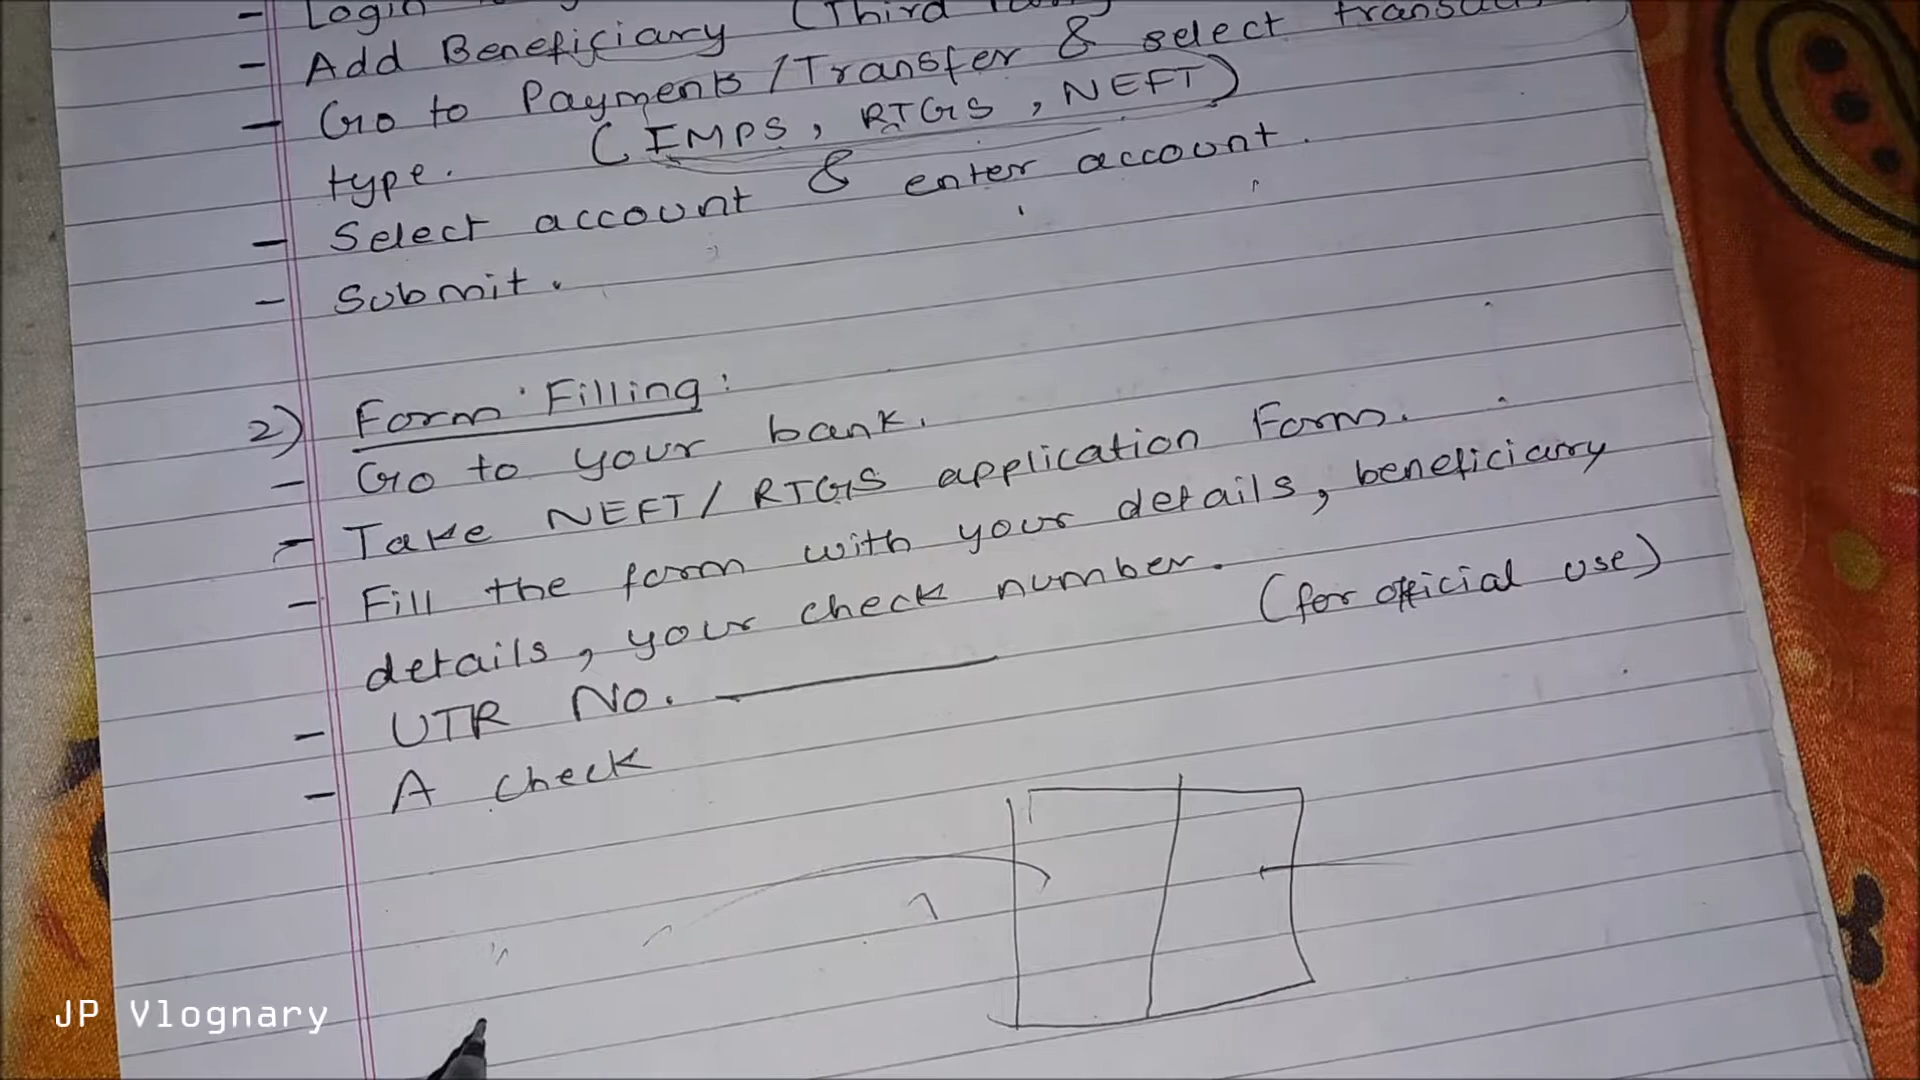 - Login
- Add Beneficiary (Third
- Go to Payments / Transfer & select
type. (IMPS, RTGS, NEFT)
- Select account & enter account.
- Submit.
2) Form Filling:
- Go to your bank.
- Take NEFT / RTGS application Form.
- Fill the form with your details, beneficiary
details, your check number.
- UTR No. ———— (for official use)
- A check
JP Vlognary